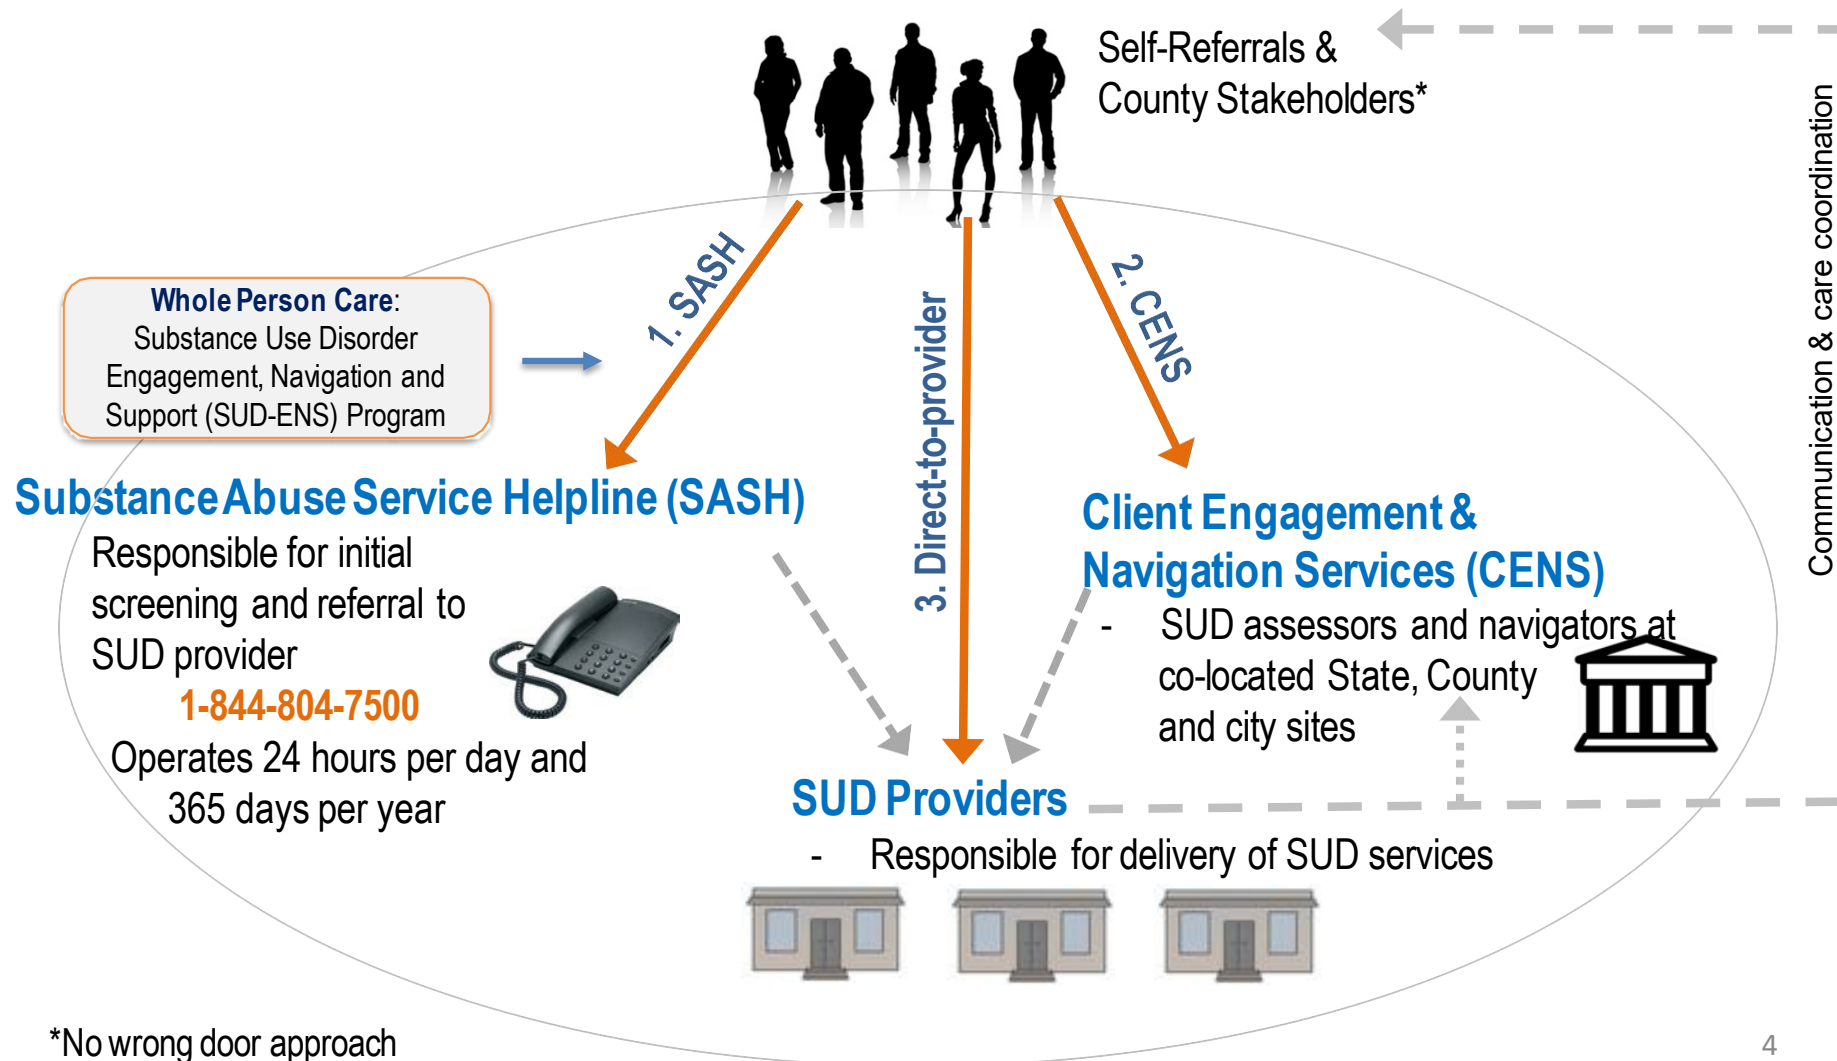 Self-Referrals &
County Stakeholders*
Communication & care coordination
Whole Person Care:
Substance Use Disorder
Engagement, Navigation and
Support (SUD-ENS) Program
1. SASH
3. Direct-to-provider
2. CENS
Substance Abuse Service Helpline (SASH)
Responsible for initial
screening and referral to
SUD provider
1-844-804-7500
Operates 24 hours per day and
365 days per year
Client Engagement &
Navigation Services (CENS)
- SUD assessors and navigators at
co-located State, County
and city sites
SUD Providers
- Responsible for delivery of SUD services
*No wrong door approach
4